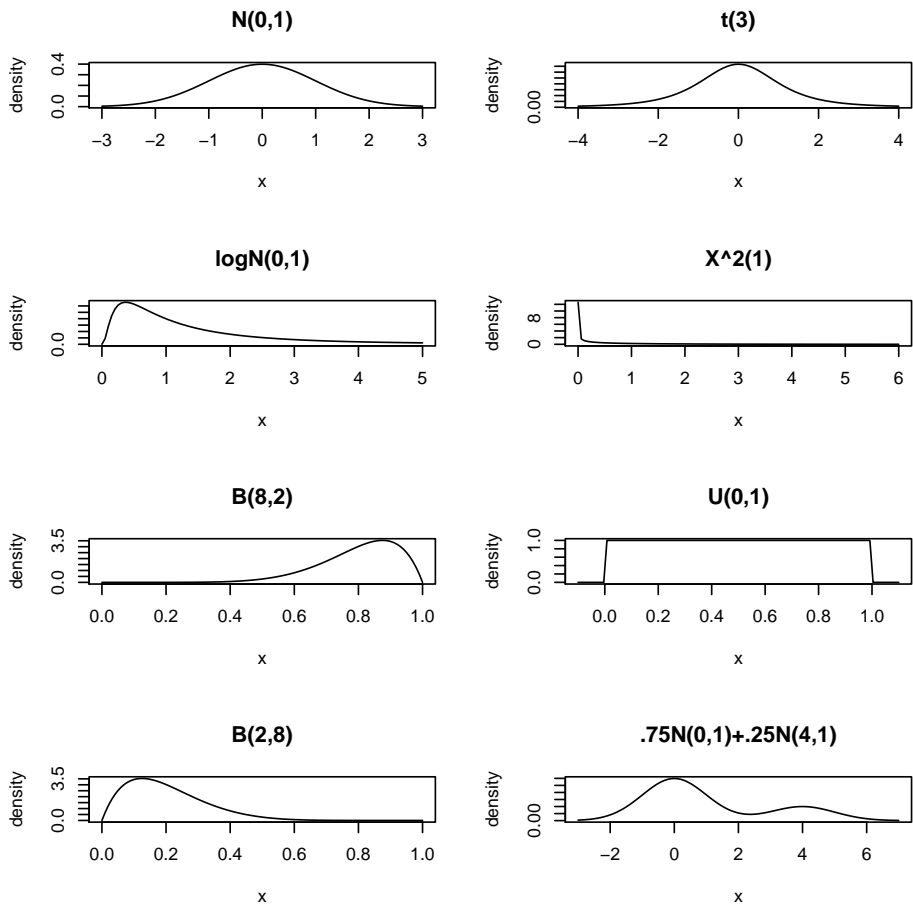 N(0,1)
density
0.0 0.4
−3 −2 −1 0 1 2 3
x
t(3)
density
0.00
−4 −2 0 2 4
x
logN(0,1)
density
0.0
0 1 2 3 4 5
x
X^2(1)
density
0 8
0 1 2 3 4 5 6
x
B(8,2)
density
0.0 3.5
0.0 0.2 0.4 0.6 0.8 1.0
x
U(0,1)
density
0.0 1.0
0.0 0.2 0.4 0.6 0.8 1.0
x
B(2,8)
density
0.0 3.5
0.0 0.2 0.4 0.6 0.8 1.0
x
.75N(0,1)+.25N(4,1)
density
0.00
−2 0 2 4 6
x